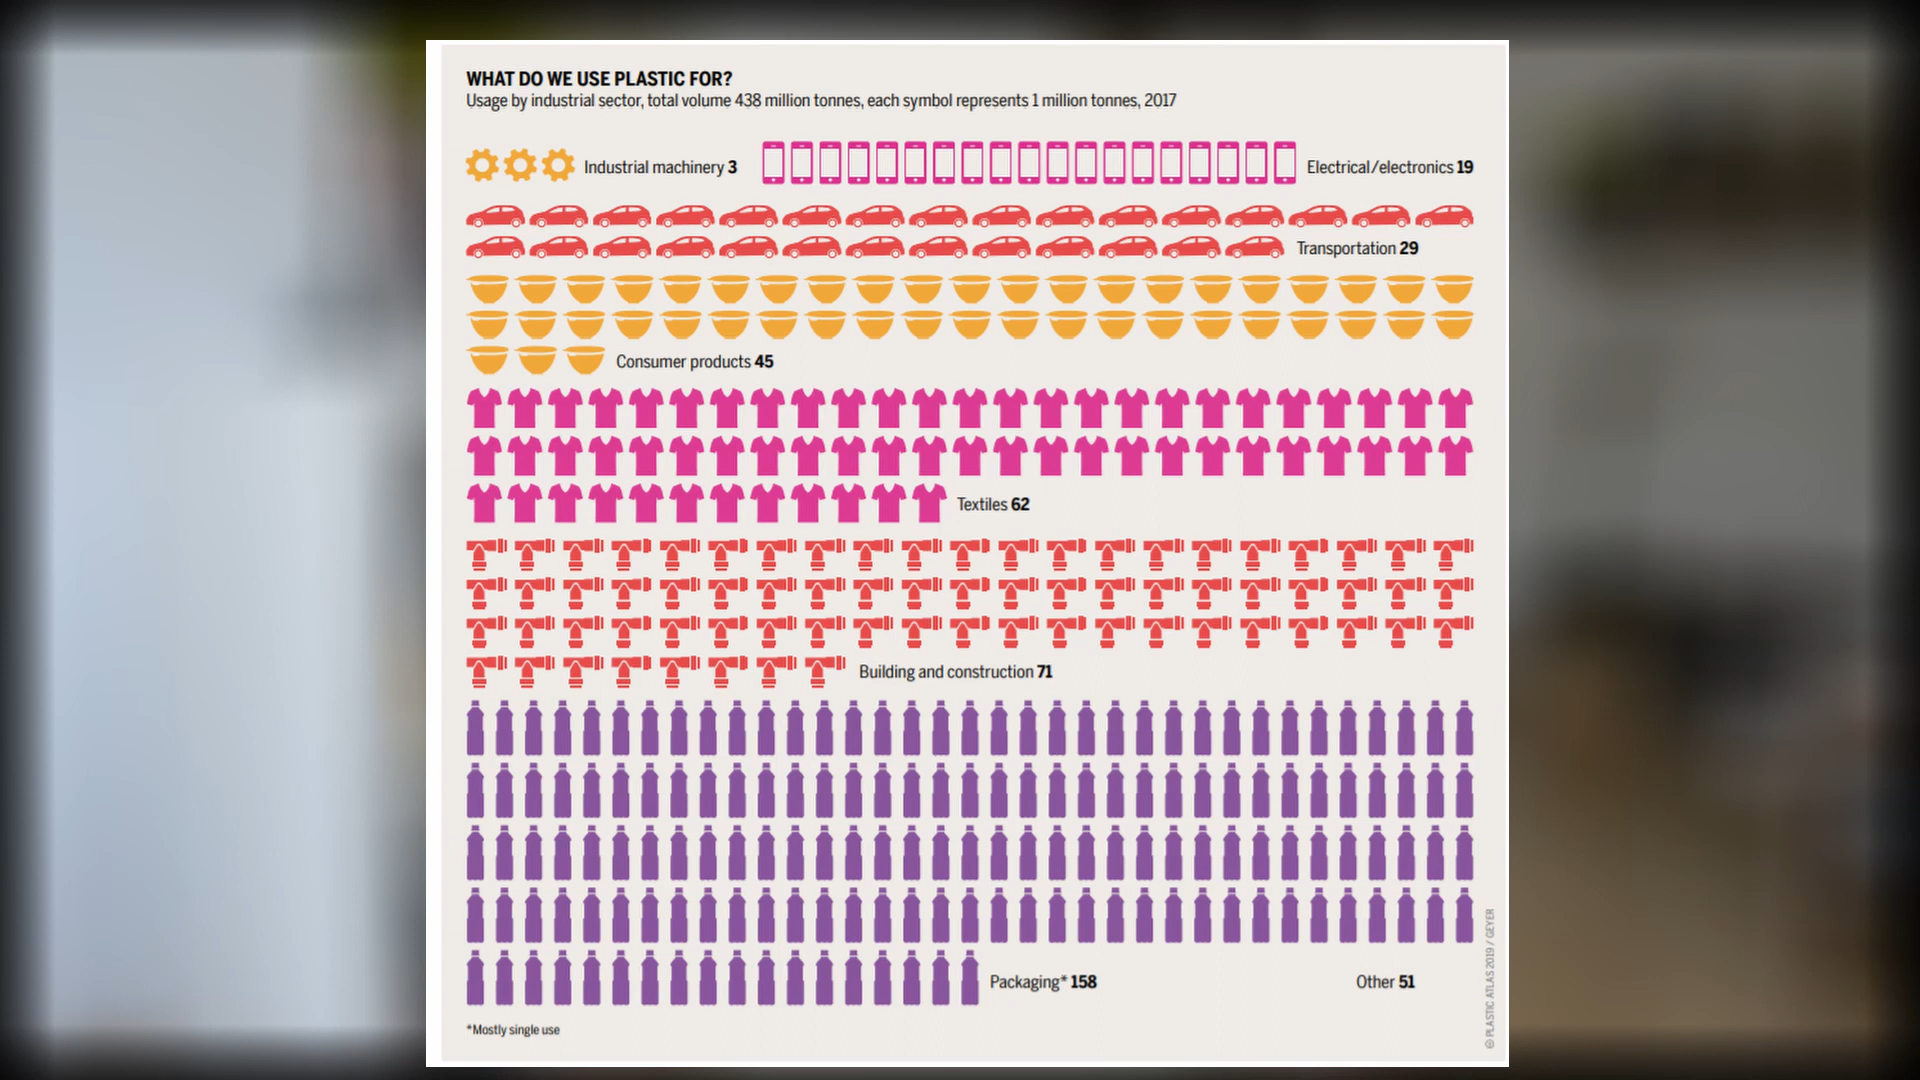 WHAT DO WE USE PLASTIC FOR?
Usage by industrial sector, total volume 438 million tonnes, each symbol represents 1 million tonnes, 2017
Industrial machinery 3
Electrical/electronics 19
Transportation 29
Consumer products 45
Textiles 62
Building and construction 71
Packaging* 158
Other 51
*Mostly single use
© PLASTIC ATLAS 2019 / GEYER